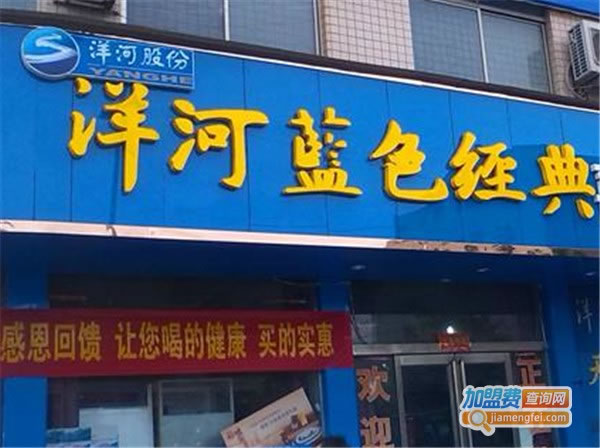 洋河股份
YANGHE
洋河蓝色经典
感恩回馈 让您喝的健康 买的实惠
欢迎
正
洋
加盟费查询网
jiamengfei.com